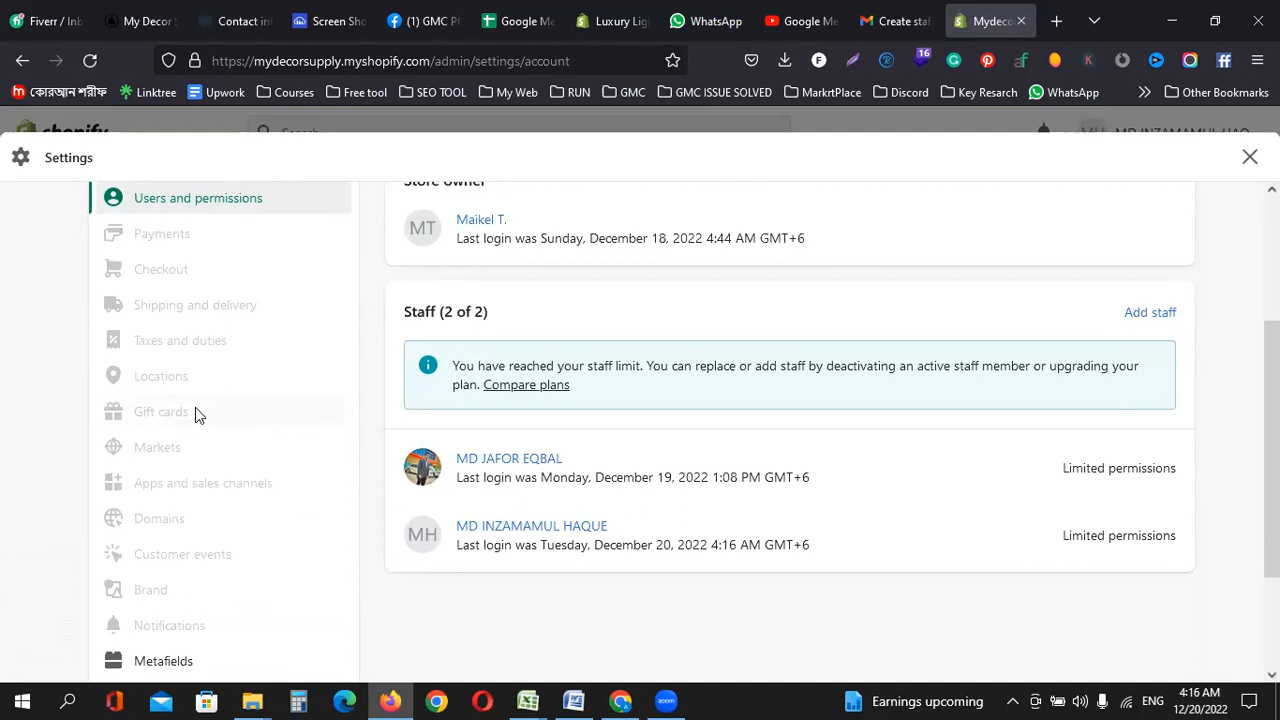 Fiverr / Inb
My Decor S
Contact inf
Screen Sho
(1) GMC PO
Google Me
Luxury Ligh
WhatsApp
Google Me
Create staf
Mydeco
https://mydecorsupply.myshopify.com/admin/settings/account
16
কোরআন শরীফ
Linktree
Upwork
Courses
Free tool
SEO TOOL
My Web
RUN
GMC
GMC ISSUE SOLVED
MarkrtPlace
Discord
Key Resarch
WhatsApp
Other Bookmarks
Settings
Users and permissions
Payments
Checkout
Shipping and delivery
Taxes and duties
Locations
Gift cards
Markets
Apps and sales channels
Domains
Customer events
Brand
Notifications
Metafields
Store owner
MT
Maikel T.
Last login was Sunday, December 18, 2022 4:44 AM GMT+6
Staff (2 of 2)
Add staff
You have reached your staff limit. You can replace or add staff by deactivating an active staff member or upgrading your
plan. Compare plans
MD JAFOR EQBAL
Last login was Monday, December 19, 2022 1:08 PM GMT+6
Limited permissions
MH
MD INZAMAMUL HAQUE
Last login was Tuesday, December 20, 2022 4:16 AM GMT+6
Limited permissions
Earnings upcoming
ENG
4:16 AM
12/20/2022